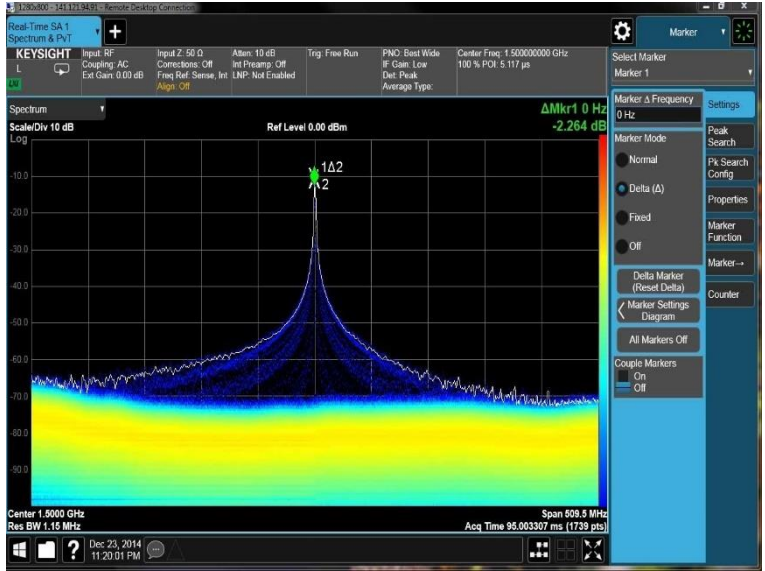 1280x800 - 141.121.94.91 - Remote Desktop Connection
Real-Time SA 1
Spectrum & PvT
Marker
KEYSIGHT
L
Input: RF
Coupling: AC
Ext Gain: 0.00 dB
Input Z: 50 Ω
Corrections: Off
Freq Ref: Sense, Int
Align: Off
Atten: 10 dB
Int Preamp: Off
LNP: Not Enabled
Trig: Free Run
PNO: Best Wide
IF Gain: Low
Det: Peak
Average Type:
Center Freq: 1.500000000 GHz
100 % POI: 5.117 µs
Select Marker
Marker 1
Spectrum
Scale/Div 10 dB
Ref Level 0.00 dBm
ΔMkr1 0 Hz
-2.264 dB
Log
-10.0
-20.0
-30.0
-40.0
-50.0
-60.0
-70.0
-80.0
-90.0
1Δ2
2
Center 1.5000 GHz
Res BW 1.15 MHz
Span 509.5 MHz
Acq Time 95.003307 ms (1739 pts)
Marker Δ Frequency
0 Hz
Marker Mode
Normal
Delta (Δ)
Fixed
Off
Delta Marker
(Reset Delta)
Marker Settings
Diagram
All Markers Off
Couple Markers
On
Off
Settings
Peak
Search
Pk Search
Config
Properties
Marker
Function
Marker→
Counter
Dec 23, 2014
11:20:01 PM